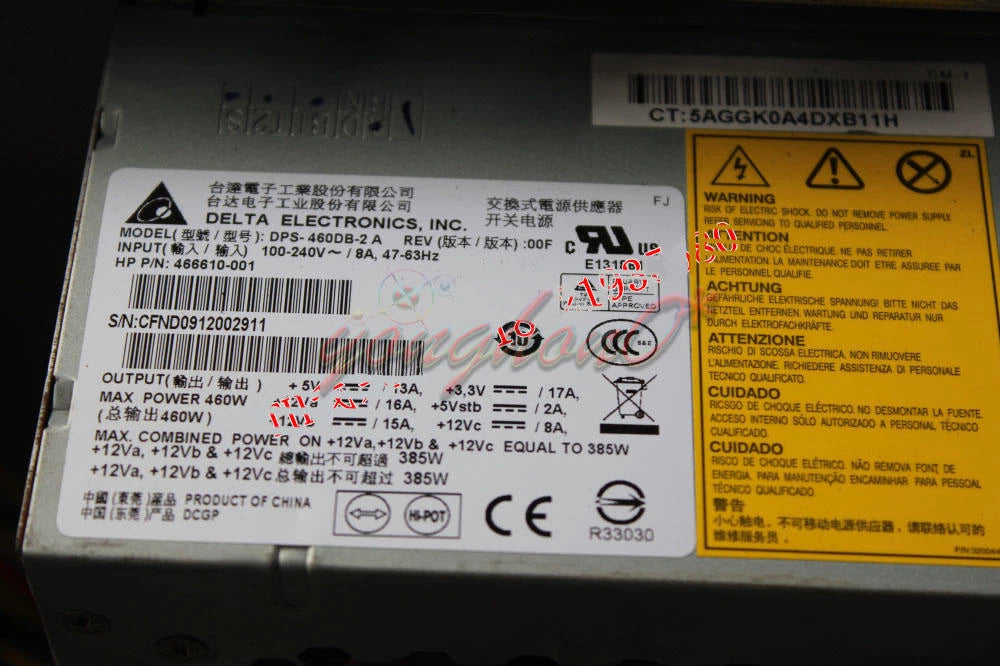 CT:5AGGK0A4DXB11H
台達電子工業股份有限公司
台达电子工业股份有限公司
DELTA ELECTRONICS, INC.
交換式電源供應器
开关电源
FJ
MODEL(型號/型号): DPS-460DB-2 A REV(版本/版本):00F
INPUT(輸入/输入) 100-240V～/8A, 47-63Hz
HP P/N: 466610-001
S/N:CFND0912002911
OUTPUT(輸出/输出)
MAX POWER 460W
(总输出460W)
+5V /13A, +3,3V /17A,
/16A, +5Vstb /2A,
/15A, +12Vc /8A,
MAX. COMBINED POWER ON +12Va,+12Vb & +12Vc EQUAL TO 385W
+12Va, +12Vb & +12Vc 總輸出不可超過 385W
+12Va, +12Vb & +12Vc 总输出不可超过 385W
中國(東莞)產品 PRODUCT OF CHINA
中国(东莞)产品 DCGP
HI-POT
CE
R33030
C UL US
TYPE
APPROVED
CCC S&E
ZL
WARNING
RISK OF ELECTRIC SHOCK. DO NOT REMOVE POWER SUPPLY.
REFER SERVICING TO QUALIFIED PERSONNEL.
DE CHOC ÉLECTRIQUE. NE PAS RETIRER
L'ALIMENTATION. LA MAINTENANCE DOIT ETRE ASSUREE PAR
LE PERSONNEL QUALIFIE.
ACHTUNG
GEFÄHRLICHE ELEKTRISCHE SPANNUNG! BITTE NICHT DAS
NETZTEIL ENTFERNEN. WARTUNG UND REPARATUR NUR
DURCH ELEKTROFACHKRÄFTE.
ATTENZIONE
RISCHIO DI SCOSSA ELECTRICA. NON RIMUOVERE
L'ALIMENTAZIONE. RICHIEDERE ASSISTENZA DI PERSONALE
QUALIFICATO.
CUIDADO
RICSGO DE CHOQUE ELÉCTRICO. NO DESMONTAR LA FUENTE.
ACCESO INTERNO SÓLO AUTORIZADO A PERSONAL TÉCNICO
CUALIFICADO.
CUIDADO
RISCO DE CHOQUE ELÉTRICO. NÃO REMOVA FONT DE
ENERGIA. PARA MANUTENÇÃO ENCAMINHAR PARA PESSOAL
TÉCNICO QUALIFICADO.
警告
小心触电，不可移动电源供应器，请联络认可的
维修服务员。